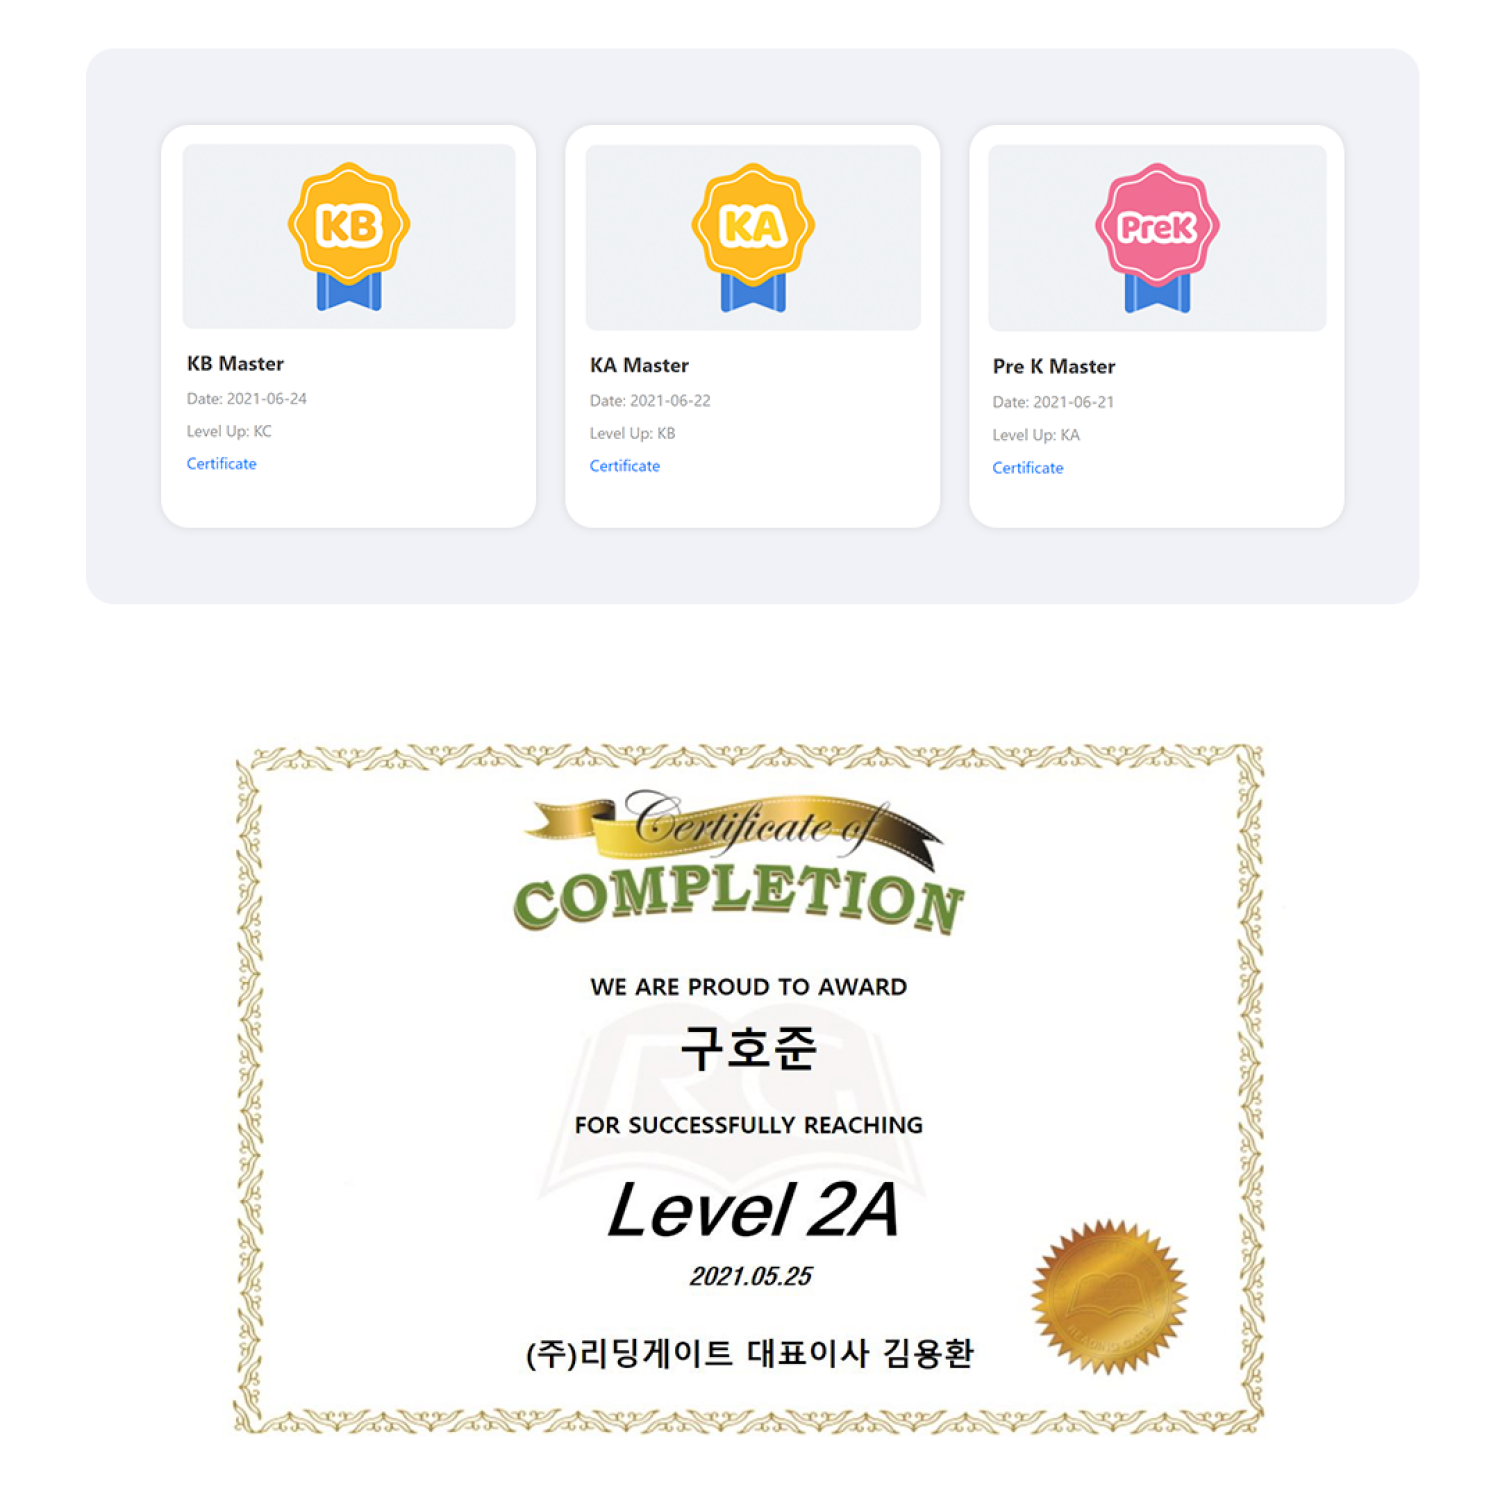 KB
KB Master
Date: 2021-06-24
Level Up: KC
Certificate
KA
KA Master
Date: 2021-06-22
Level Up: KB
Certificate
PreK
Pre K Master
Date: 2021-06-21
Level Up: KA
Certificate
Certificate of
COMPLETION
WE ARE PROUD TO AWARD
RG
구호준
FOR SUCCESSFULLY REACHING
Level 2A
2021.05.25
(주)리딩게이트 대표이사 김용환